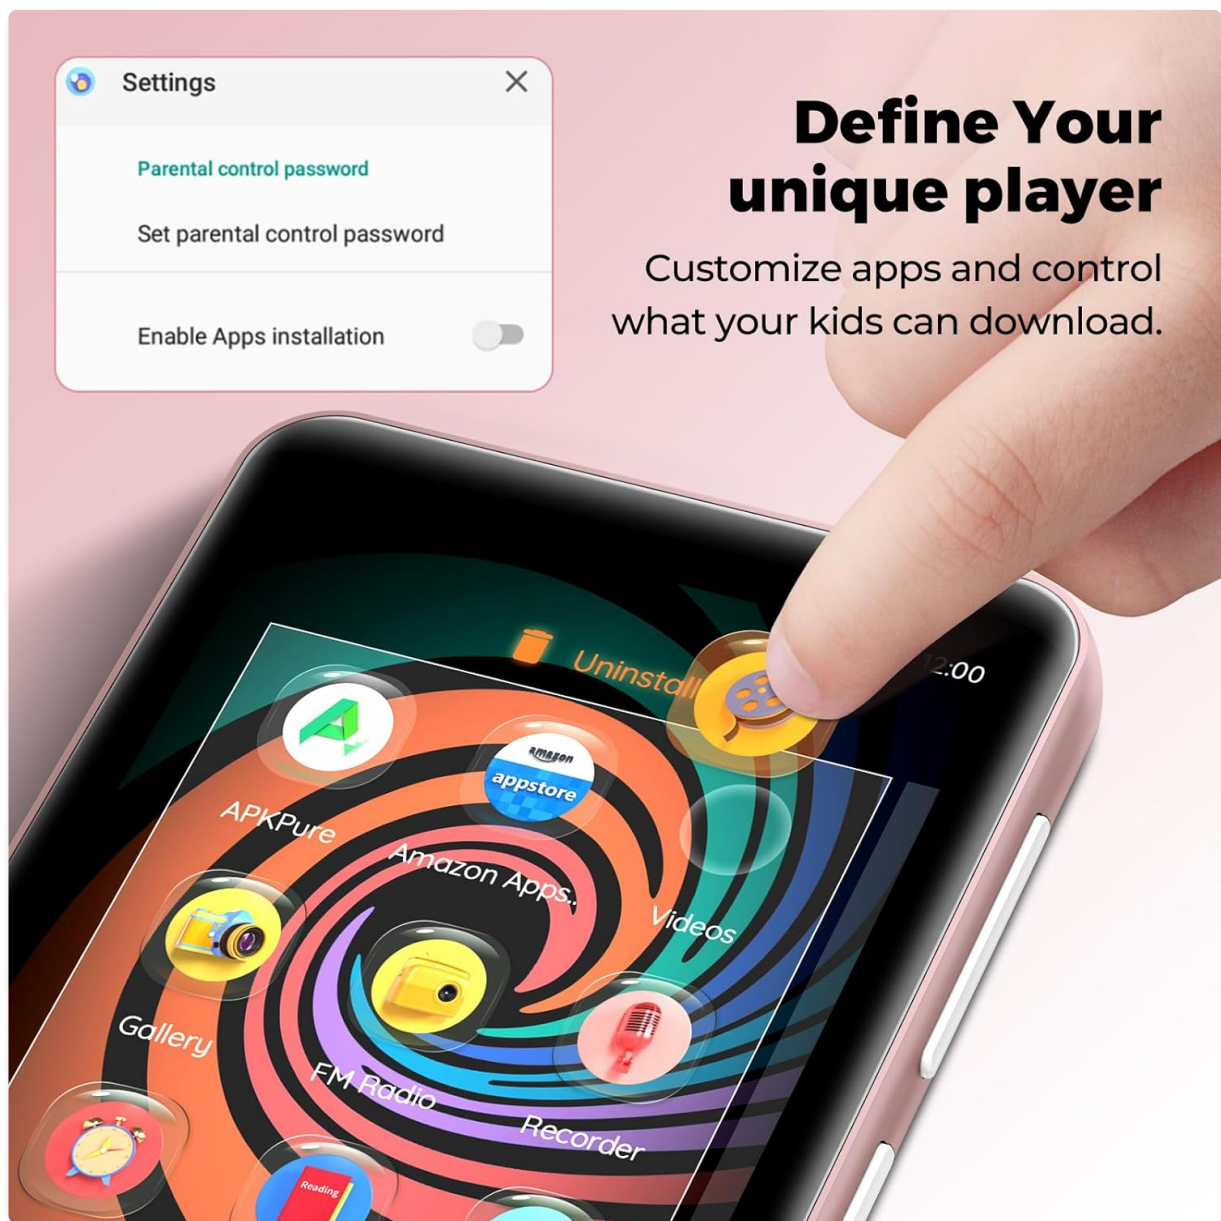 Settings
Parental control password
Set parental control password
Enable Apps installation
Define Your
unique player
Customize apps and control
what your kids can download.
Uninstall
12:00
amazon
appstore
APKPure
Amazon Apps..
Videos
Gallery
FM Radio
Recorder
Reading